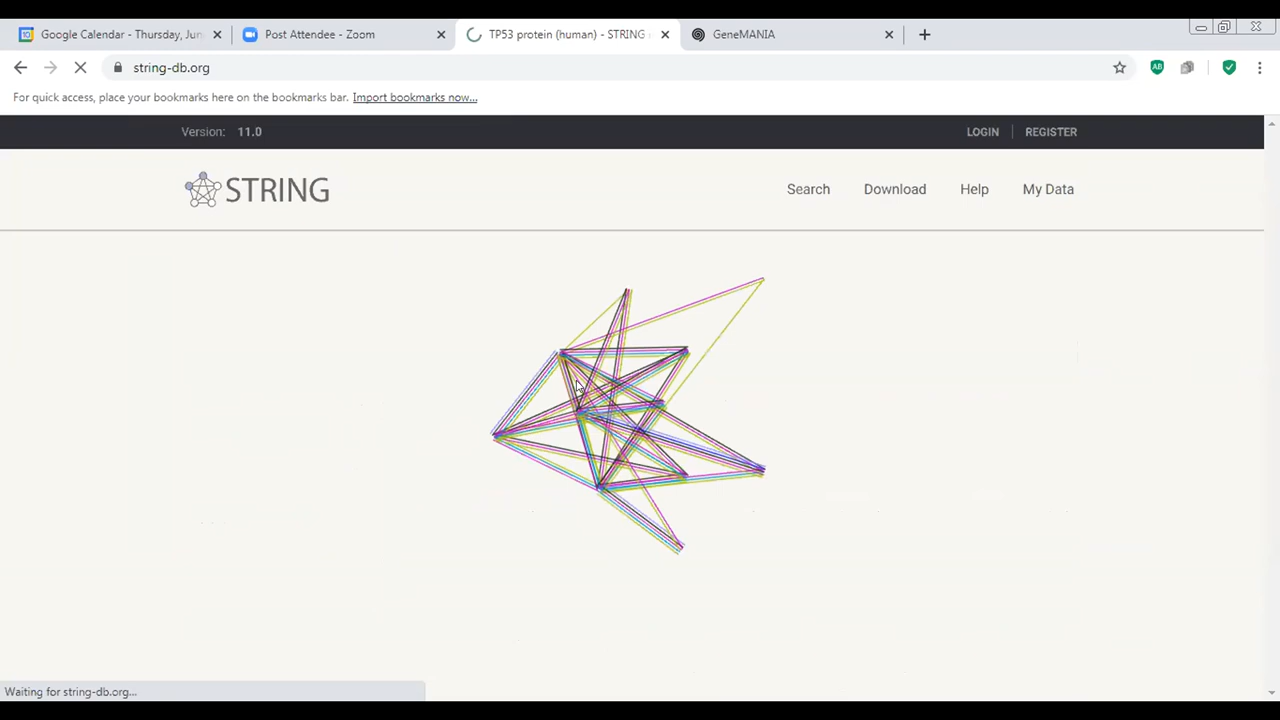 Google Calendar - Thursday, Jun
Post Attendee - Zoom
TP53 protein (human) - STRING
GeneMANIA
string-db.org
For quick access, place your bookmarks here on the bookmarks bar. Import bookmarks now...
Version: 11.0
LOGIN
REGISTER
STRING
Search
Download
Help
My Data
Waiting for string-db.org...